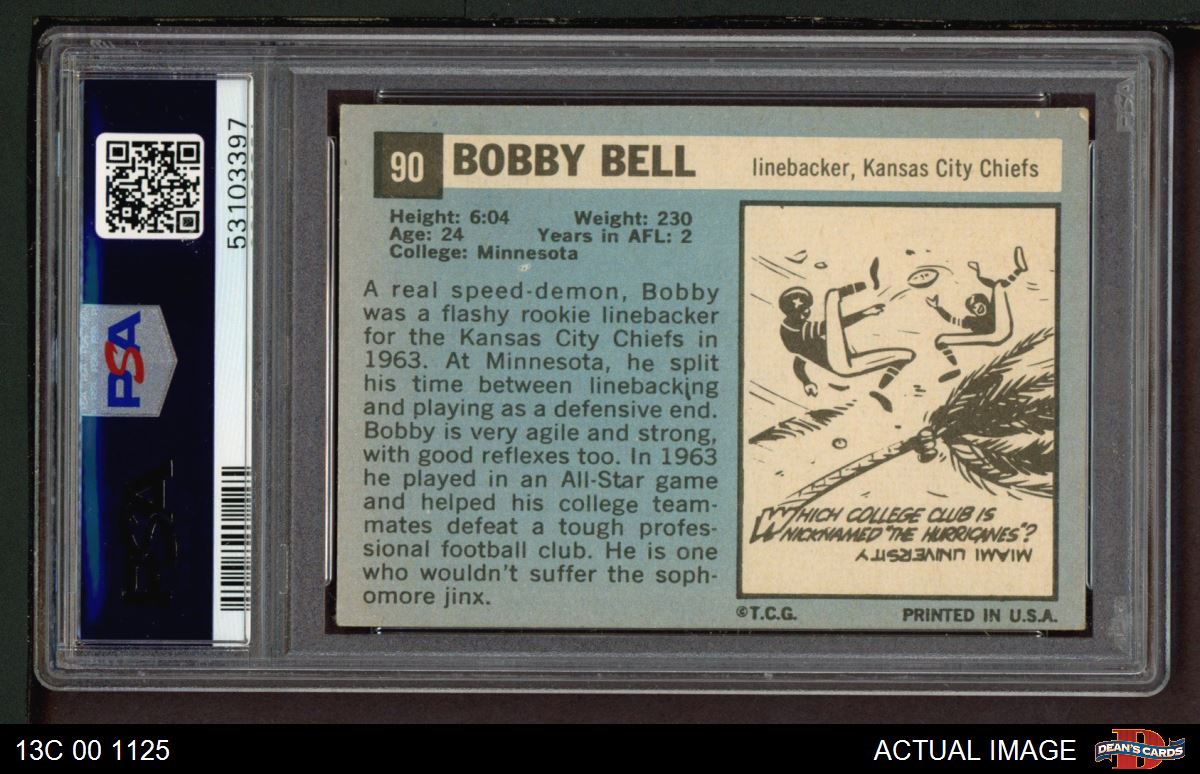 53103397
PSA
PSA
90 BOBBY BELL linebacker, Kansas City Chiefs
Height: 6:04 Weight: 230
Age: 24 Years in AFL: 2
College: Minnesota
A real speed-demon, Bobby
was a flashy rookie linebacker
for the Kansas City Chiefs in
1963. At Minnesota, he split
his time between linebacking
and playing as a defensive end.
Bobby is very agile and strong,
with good reflexes too. In 1963
he played in an All-Star game
and helped his college team-
mates defeat a tough profes-
sional football club. He is one
who wouldn't suffer the soph-
omore jinx.
WHICH COLLEGE CLUB IS
NICKNAMED "THE HURRICANES"?
MIAMI UNIVERSITY
©T.C.G. PRINTED IN U.S.A.
PSA
13C 00 1125
ACTUAL IMAGE
DEAN'S CARDS